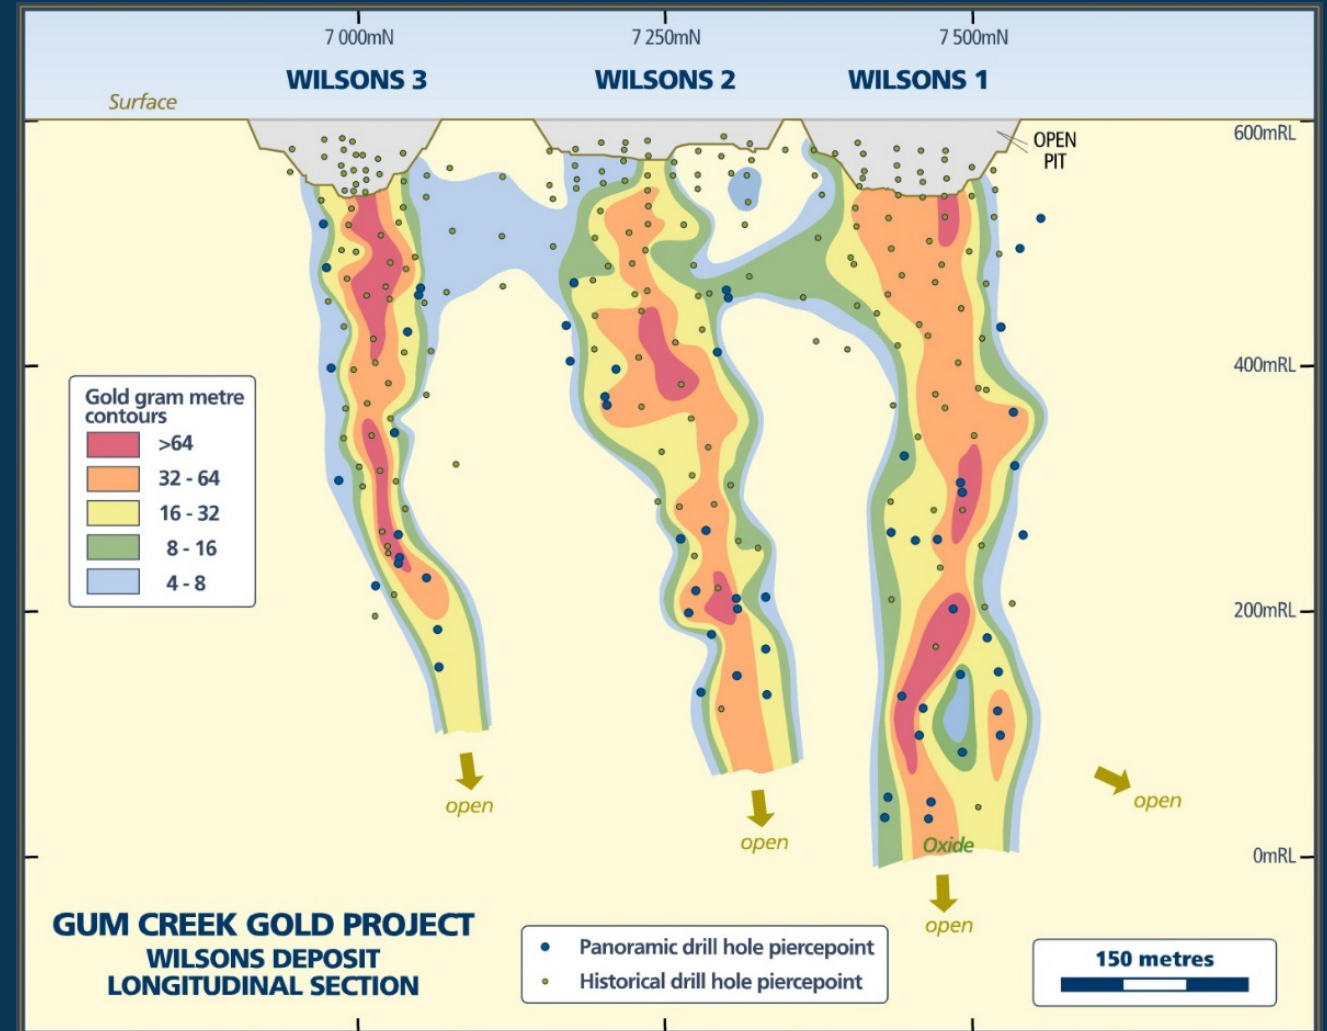 7 000mN
7 250mN
7 500mN
WILSONS 3
WILSONS 2
WILSONS 1
Surface
600mRL
OPEN
PIT
400mRL
Gold gram metre
contours
>64
32 - 64
16 - 32
8 - 16
4 - 8
200mRL
open
open
open
Oxide
0mRL
open
GUM CREEK GOLD PROJECT
WILSONS DEPOSIT
LONGITUDINAL SECTION
Panoramic drill hole piercepoint
Historical drill hole piercepoint
150 metres